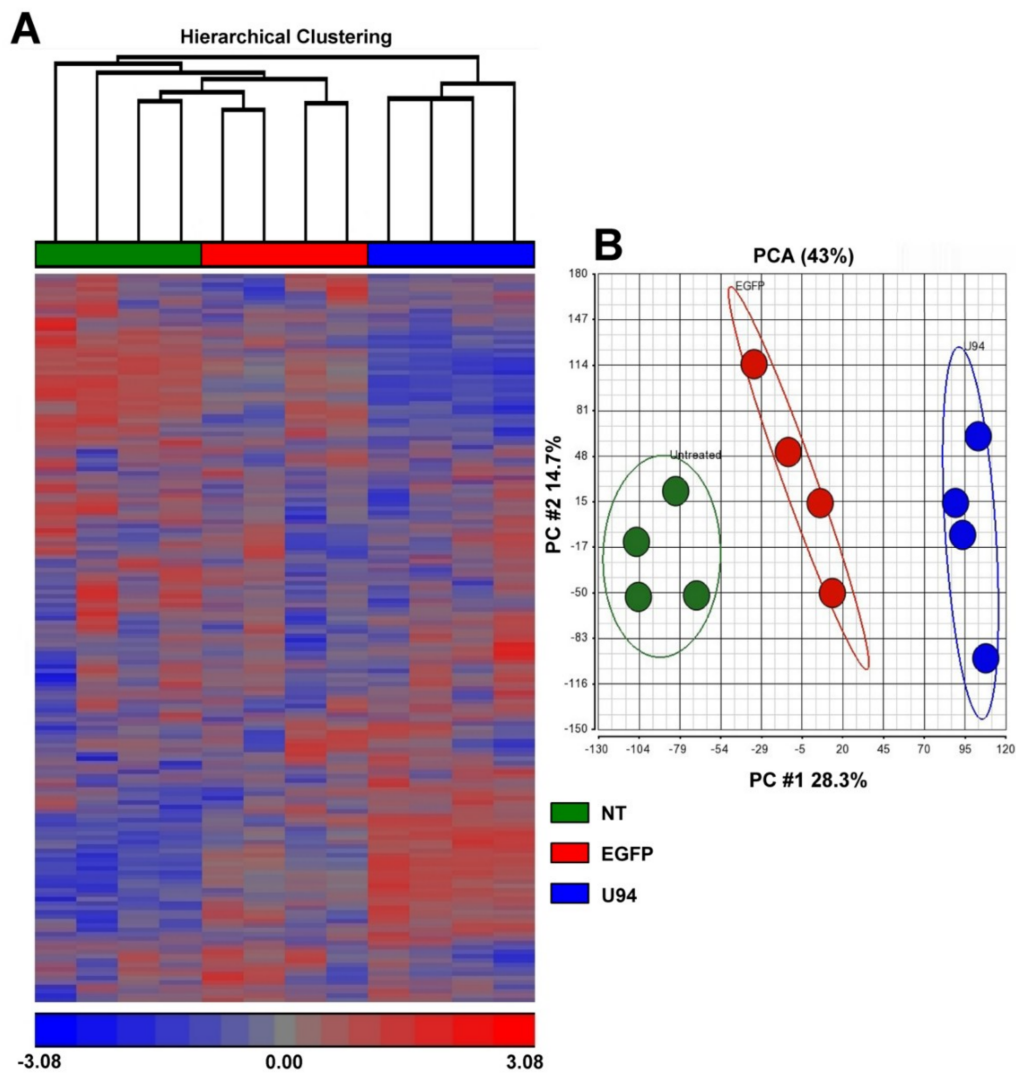 A
Hierarchical Clustering
-3.08
0.00
3.08
B
PCA (43%)
PC #2 14.7%
180
147
114
81
48
15
-17
-50
-83
-116
-150
EGFP
U94
Untreated
-130 -104 -79 -54 -29 -5 20 45 70 95 120
PC #1 28.3%
NT
EGFP
U94